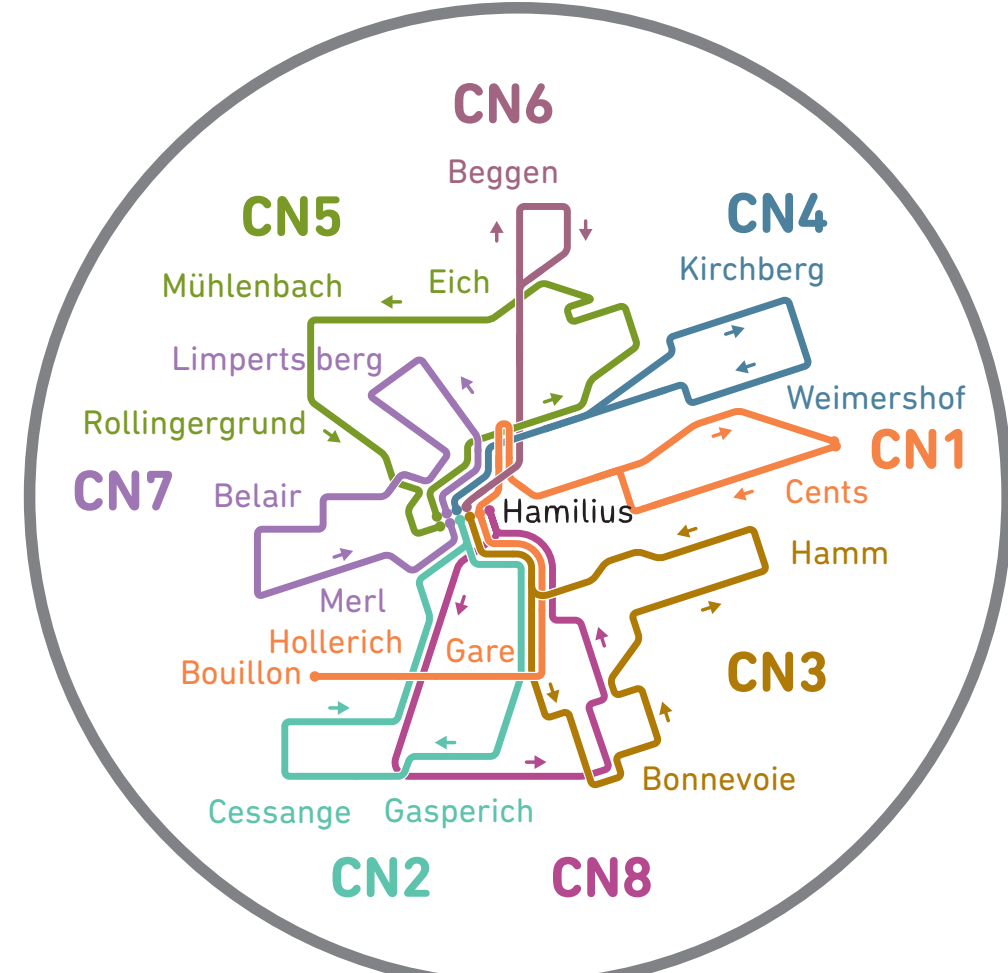 CN6
Beggen
CN5
CN4
Kirchberg
Mühlenbach
Eich
Limpertsberg
Weimershof
Rollingergrund
CN1
CN7
Belair
Cents
Hamilius
Hamm
Merl
Hollerich
Gare
Bouillon
CN3
Bonnevoie
Cessange
Gasperich
CN2
CN8